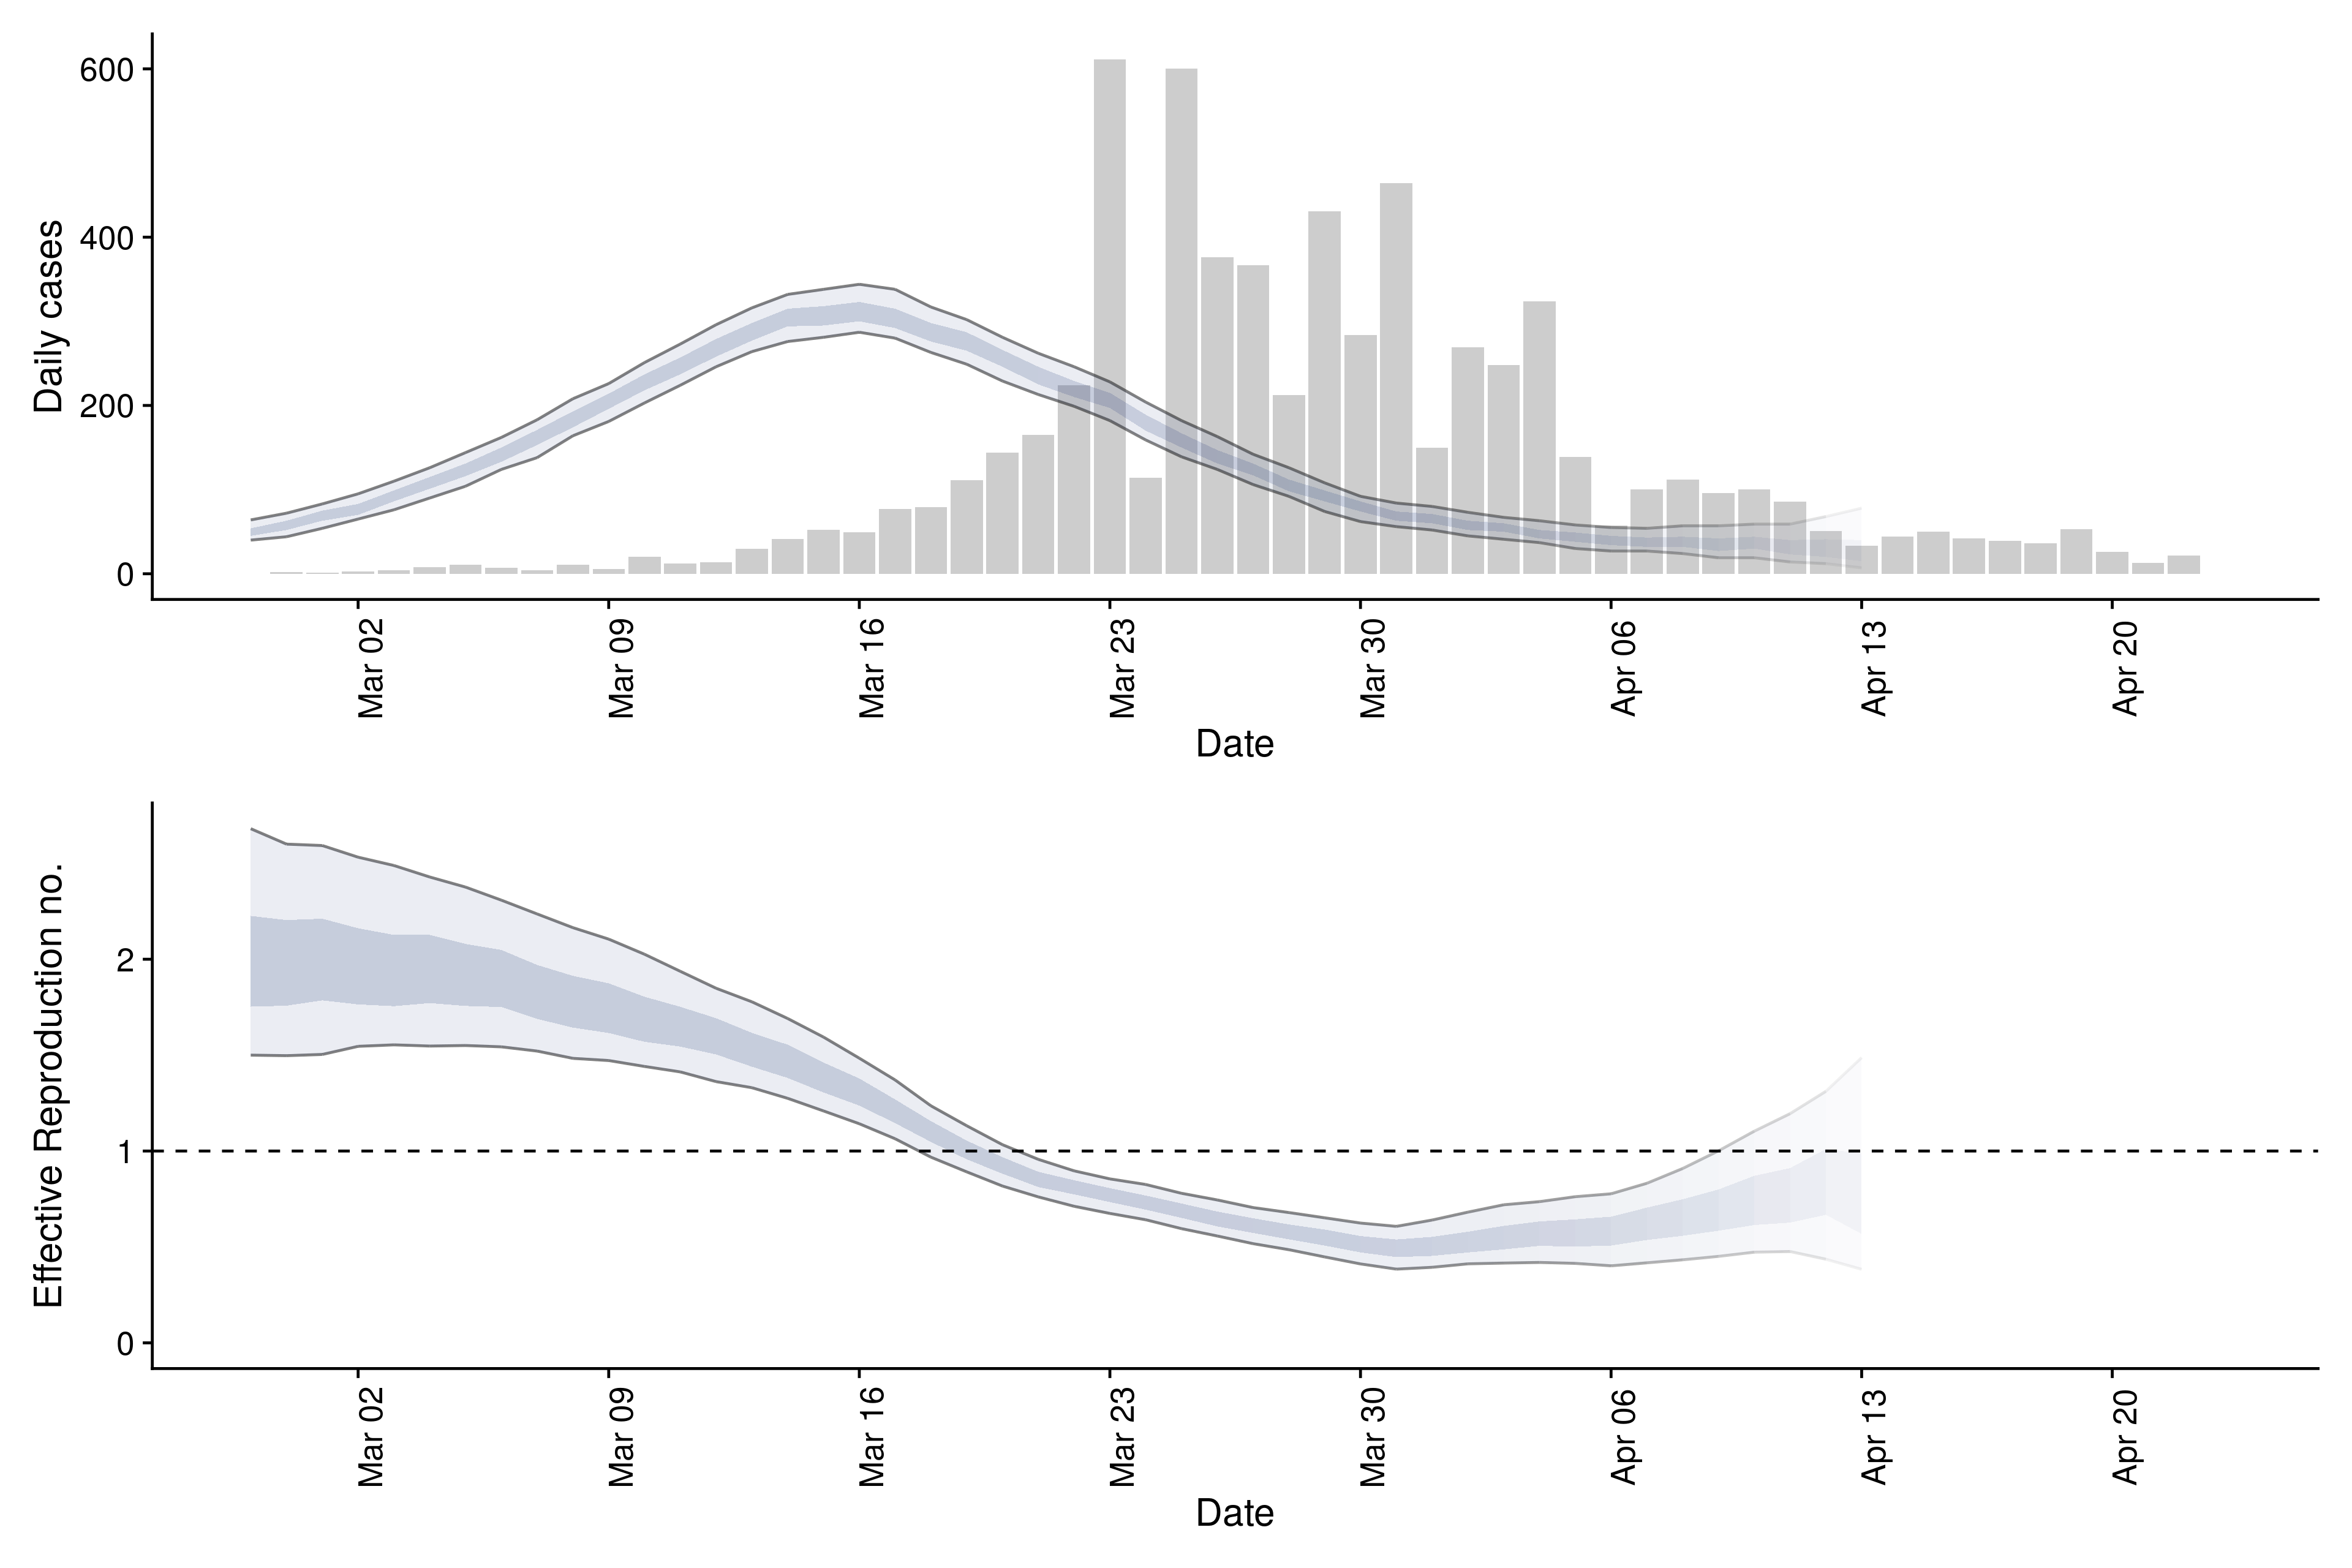 Daily cases
600
400
200
0
Mar 02
Mar 09
Mar 16
Mar 23
Mar 30
Apr 06
Apr 13
Apr 20
Date
Effective Reproduction no.
2
1
0
Mar 02
Mar 09
Mar 16
Mar 23
Mar 30
Apr 06
Apr 13
Apr 20
Date